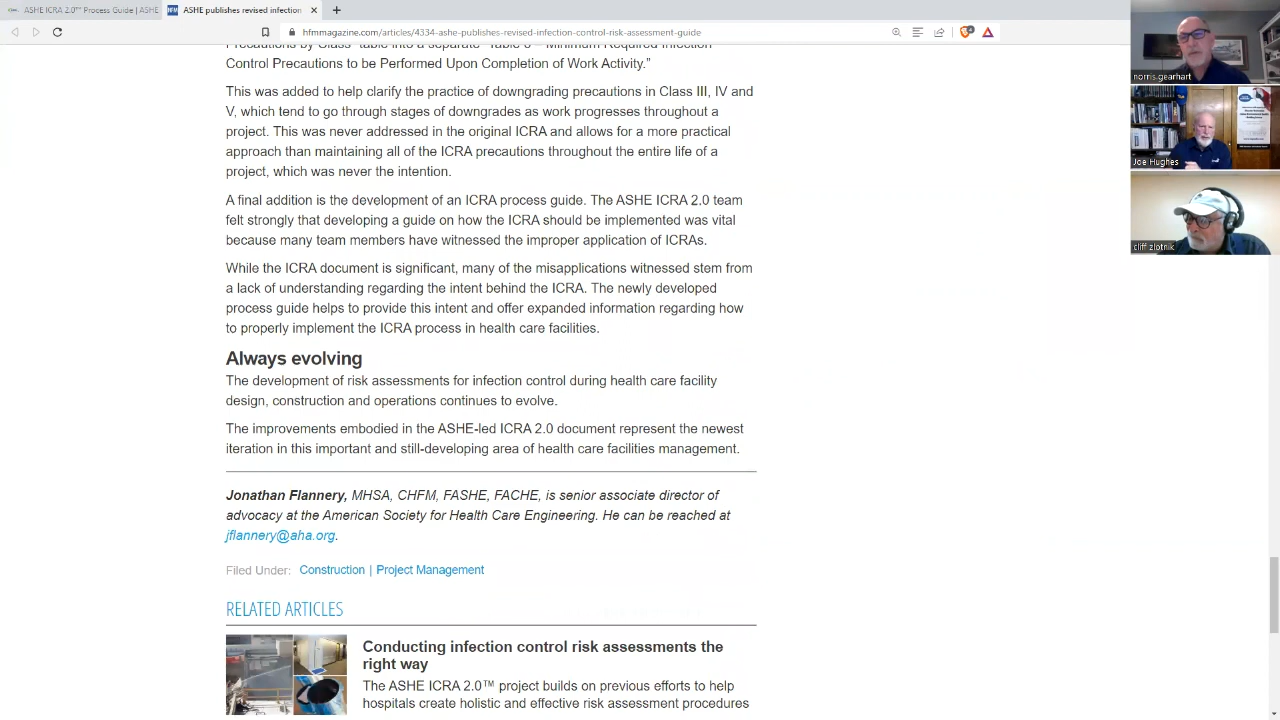 ASHE ICRA 2.0™ Process Guide | ASHE
ASHE publishes revised infection
hfmmagazine.com/articles/4334-ashe-publishes-revised-infection-control-risk-assessment-guide
Precautions by Class" table into a separate "Table 6 – Minimum Required Infection
Control Precautions to be Performed Upon Completion of Work Activity."
This was added to help clarify the practice of downgrading precautions in Class III, IV and
V, which tend to go through stages of downgrades as work progresses throughout a
project. This was never addressed in the original ICRA and allows for a more practical
approach than maintaining all of the ICRA precautions throughout the entire life of a
project, which was never the intention.
A final addition is the development of an ICRA process guide. The ASHE ICRA 2.0 team
felt strongly that developing a guide on how the ICRA should be implemented was vital
because many team members have witnessed the improper application of ICRAs.
While the ICRA document is significant, many of the misapplications witnessed stem from
a lack of understanding regarding the intent behind the ICRA. The newly developed
process guide helps to provide this intent and offer expanded information regarding how
to properly implement the ICRA process in health care facilities.
Always evolving
The development of risk assessments for infection control during health care facility
design, construction and operations continues to evolve.
The improvements embodied in the ASHE-led ICRA 2.0 document represent the newest
iteration in this important and still-developing area of health care facilities management.
Jonathan Flannery, MHSA, CHFM, FASHE, FACHE, is senior associate director of
advocacy at the American Society for Health Care Engineering. He can be reached at
jflannery@aha.org.
Filed Under: Construction | Project Management
RELATED ARTICLES
Conducting infection control risk assessments the
right way
The ASHE ICRA 2.0™ project builds on previous efforts to help
hospitals create holistic and effective risk assessment procedures
norris.gearhart
Joe Hughes
cliff zlotnik